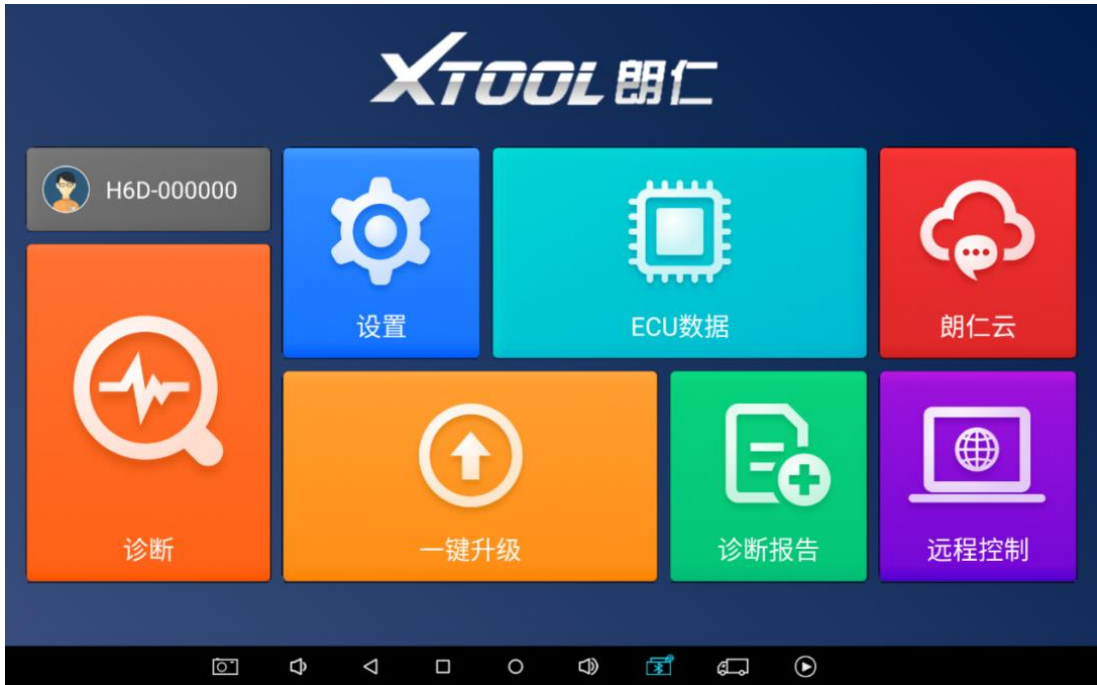 XTOOL 朗仁
H6D-000000
设置
ECU数据
朗仁云
诊断
一键升级
诊断报告
远程控制